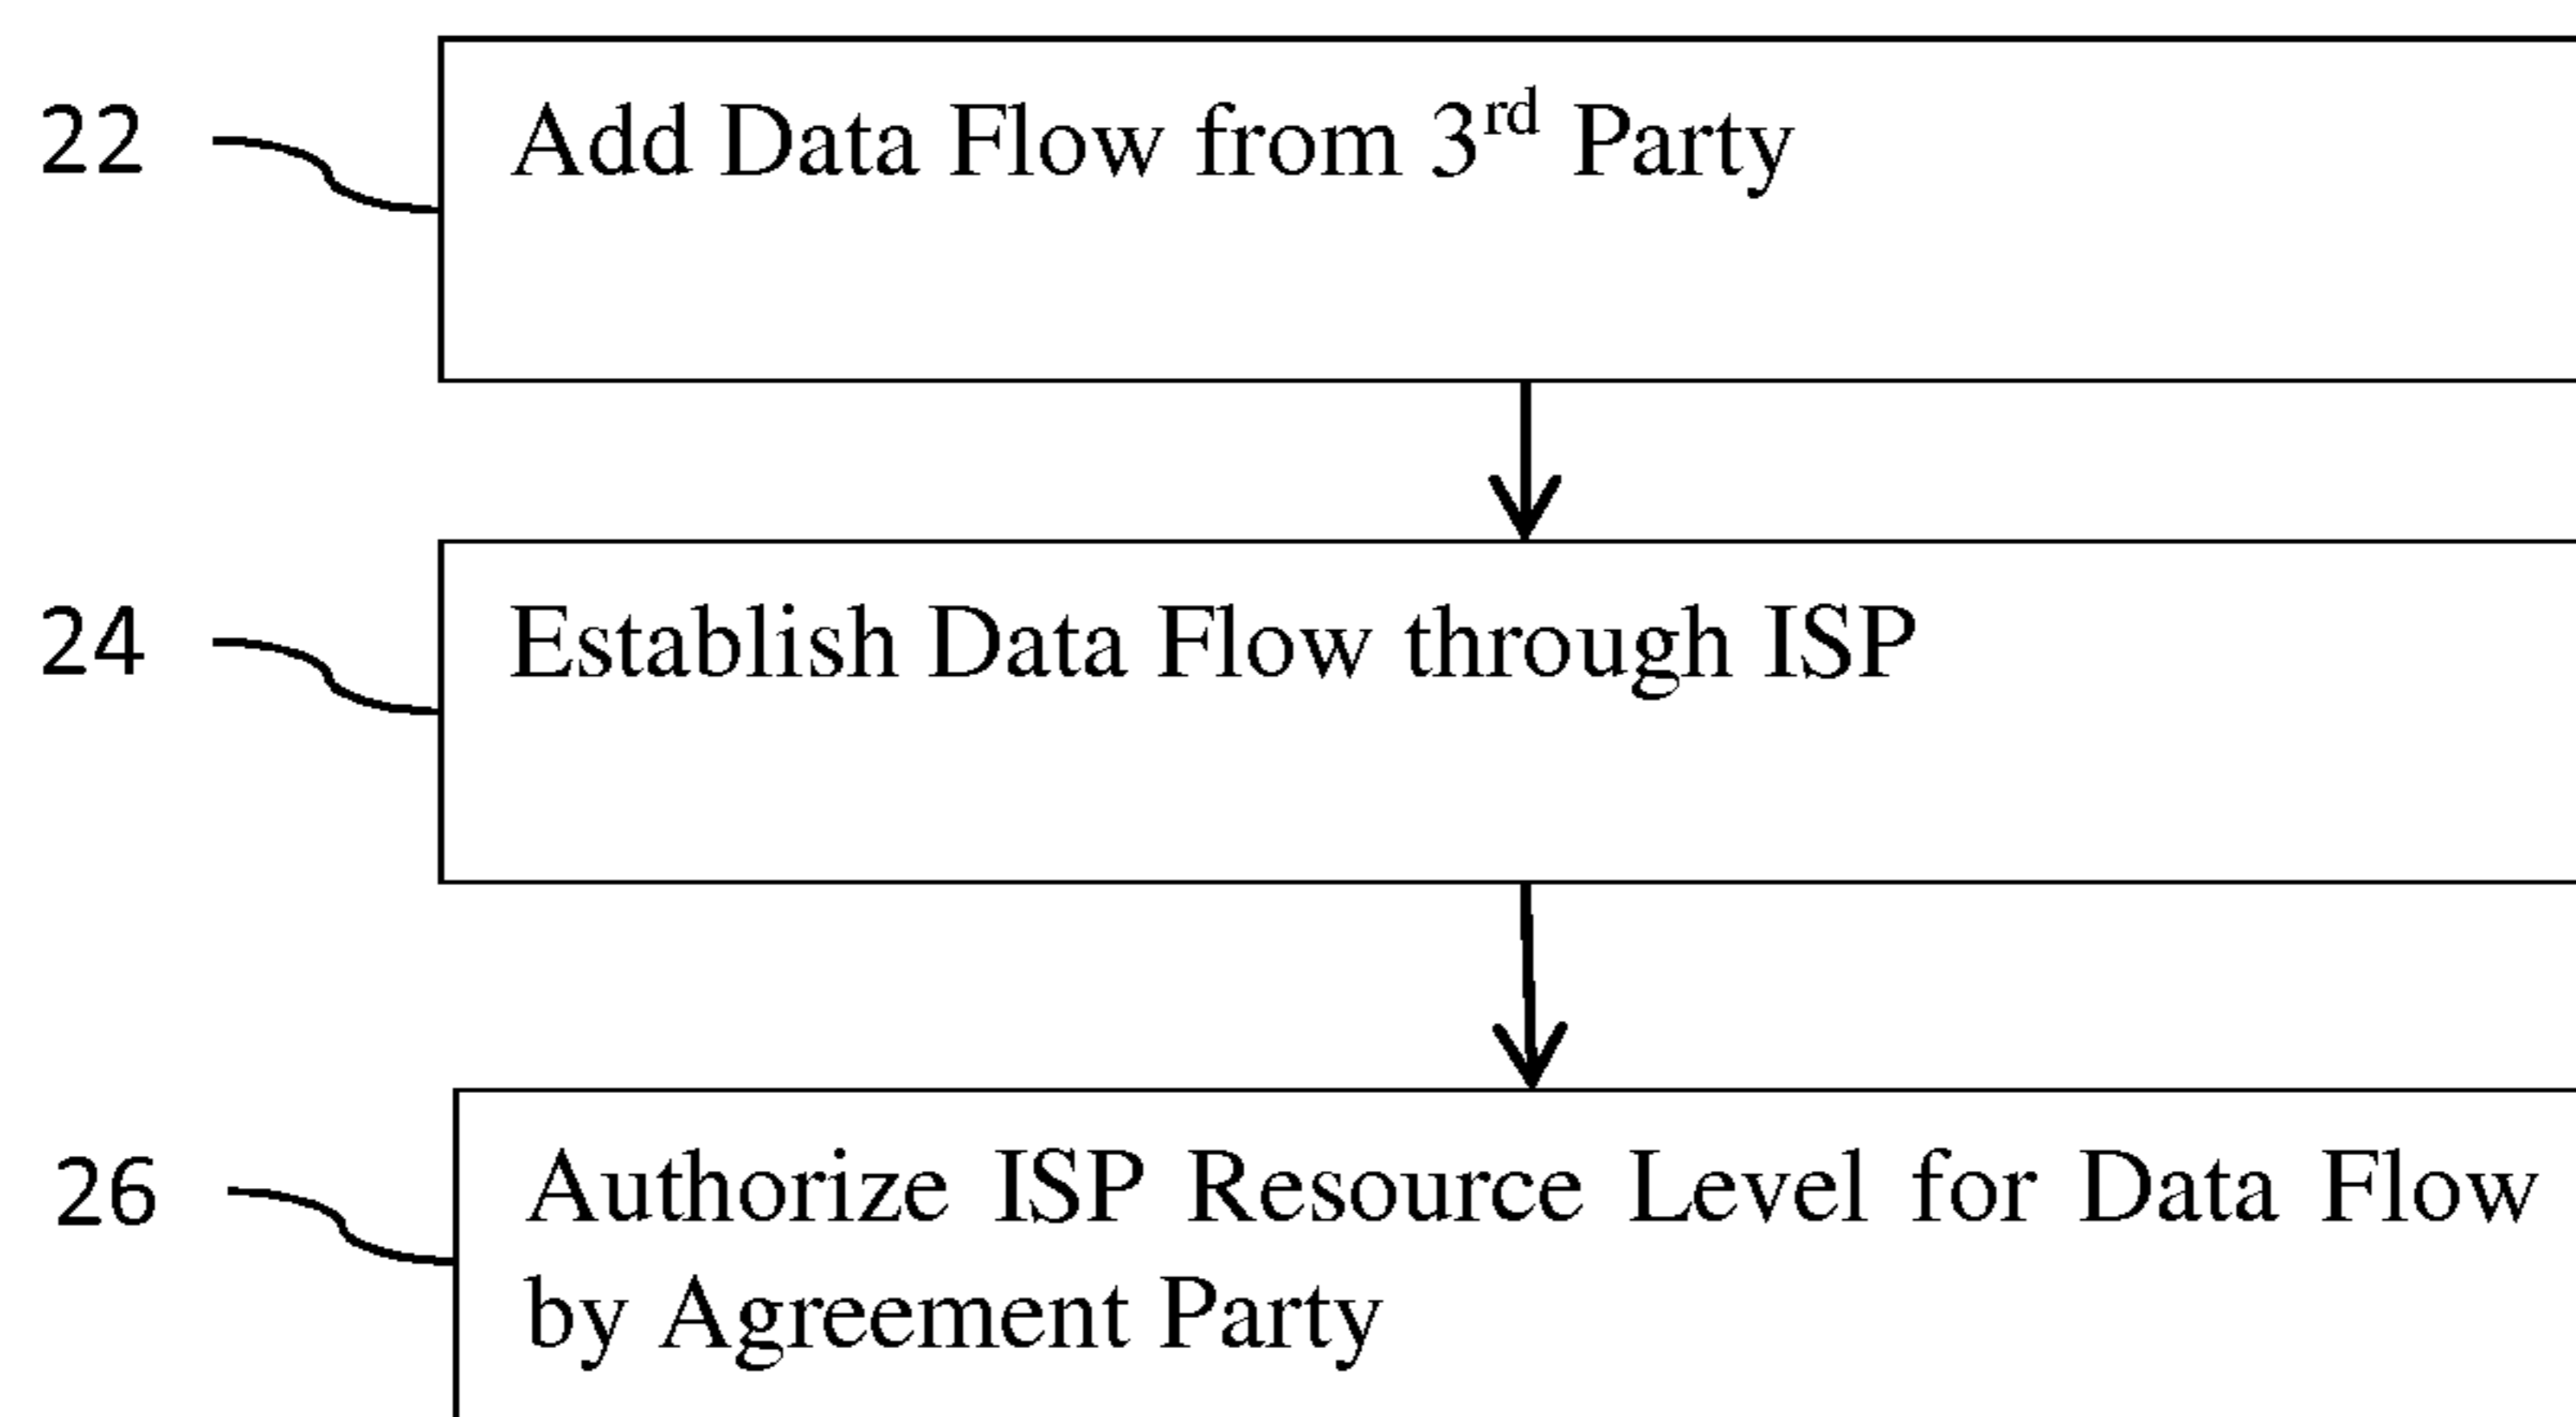 22
Add Data Flow from 3rd Party
24
Establish Data Flow through ISP
26
Authorize ISP Resource Level for Data Flow
by Agreement Party